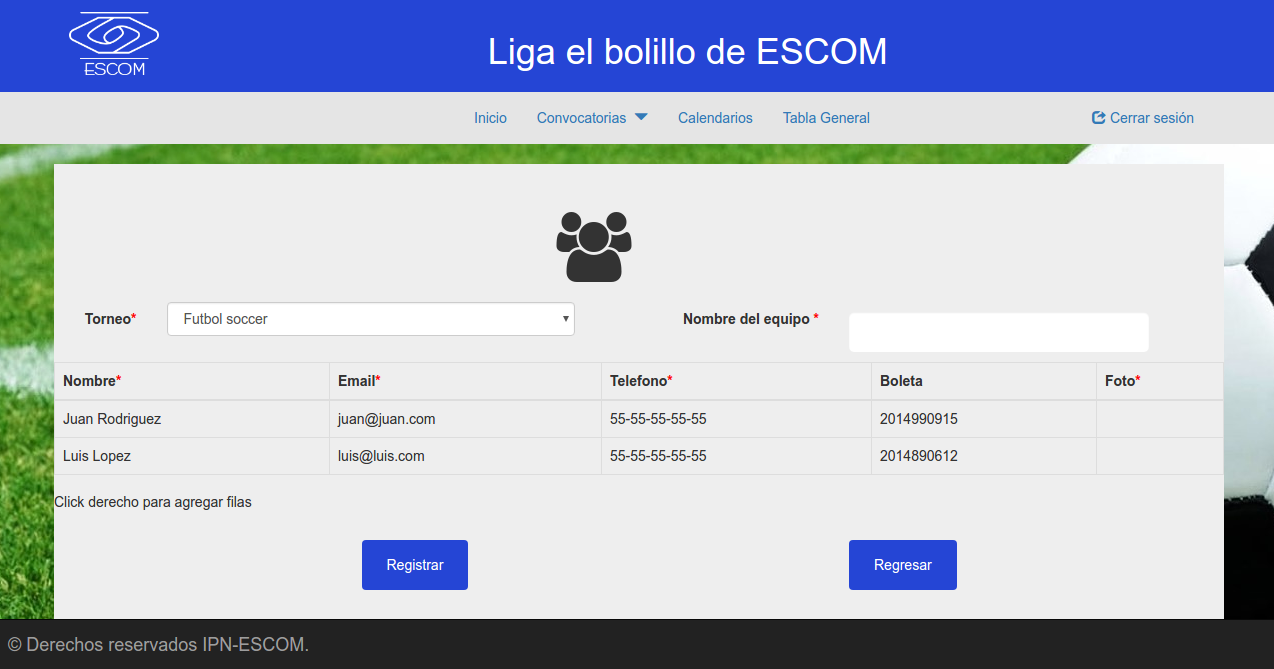 ESCOM
Liga el bolillo de ESCOM
Inicio Convocatorias Calendarios Tabla General Cerrar sesión
Torneo* Futbol soccer Nombre del equipo *
Nombre* Email* Telefono* Boleta Foto*
Juan Rodriguez juan@juan.com 55-55-55-55-55 2014990915
Luis Lopez luis@luis.com 55-55-55-55-55 2014890612
Click derecho para agregar filas
Registrar Regresar
© Derechos reservados IPN-ESCOM.